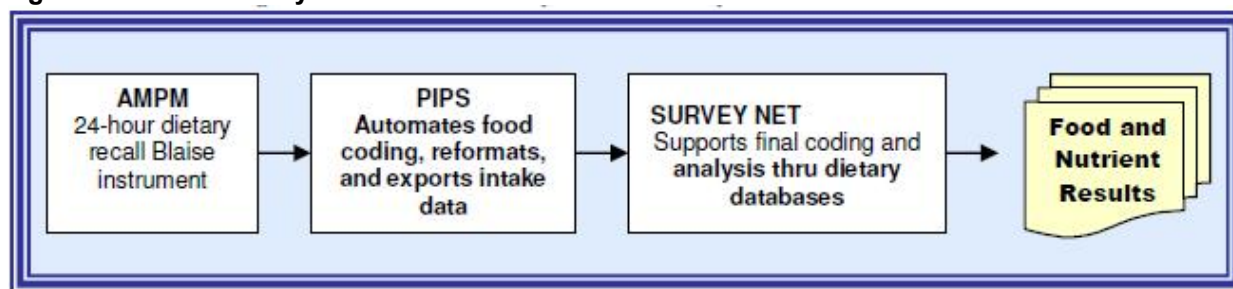 AMPM
24-hour dietary
recall Blaise
instrument
PIPS
Automates food
coding, reformats,
and exports intake
data
SURVEY NET
Supports final coding and
analysis thru dietary
databases
Food and
Nutrient
Results